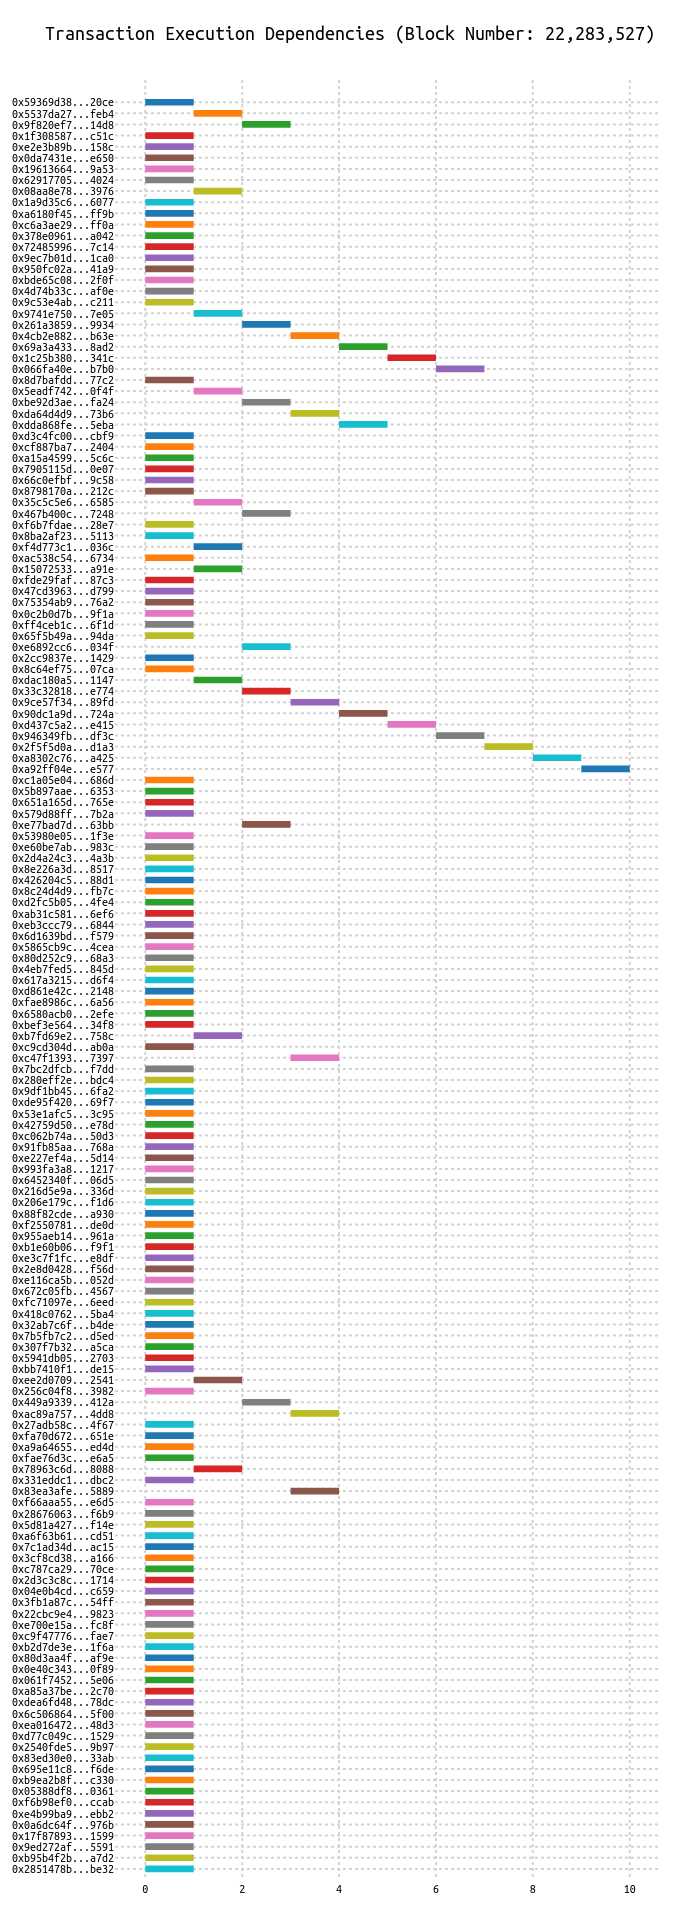 Transaction Execution Dependencies (Block Number: 22,283,527)
0x59369d38...20ce
0x5537da27...feb4
0x9f820ef7...14d8
0x1f308587...c51c
0xe2e3b89b...158c
0x0da7431e...e650
0x19613664...9a53
0x62917705...4024
0x08aa8e78...3976
0x1a9d35c6...6077
0xa6180f45...ff9b
0xc6a3ae29...ff0a
0x378e0961...a042
0x72485996...7c14
0x9ec7b01d...1ca0
0x950fc02a...41a9
0xbde65c08...2f0f
0x4d74b33c...af0e
0x9c53e4ab...c211
0x9741e750...7e05
0x261a3859...9934
0x4cb2e882...b63e
0x69a3a433...8ad2
0x1c25b380...341c
0x066fa40e...b7b0
0x8d7bafdd...77c2
0x5eadf742...0f4f
0xbe92d3ae...fa24
0xda64d4d9...73b6
0xdda868fe...5eba
0xd3c4fc00...cbf9
0xcf887ba7...2404
0xa15a4599...5c6c
0x7905115d...0e07
0x66c0efbf...9c58
0x8798170a...212c
0x35c5c5e6...6585
0x467b400c...7248
0xf6b7fdae...28e7
0x8ba2af23...5113
0xf4d773c1...036c
0xac538c54...6734
0x15072533...a91e
0xfde29faf...87c3
0x47cd3963...d799
0x75354ab9...76a2
0x0c2b0d7b...9f1a
0xff4ceb1c...6f1d
0x65f5b49a...94da
0xe6892cc6...034f
0x2cc9837e...1429
0x8c64ef75...07ca
0xdac180a5...1147
0x33c32818...e774
0x9ce57f34...89fd
0x90dc1a9d...724a
0xd437c5a2...e415
0x946349fb...df3c
0x2f5f5d0a...d1a3
0xa8302c76...a425
0xa92ff04e...e577
0xc1a05e04...686d
0x5b897aae...6353
0x651a165d...765e
0x579d88ff...7b2a
0xe77bad7d...63bb
0x53980e05...1f3e
0xe60be7ab...983c
0x2d4a24c3...4a3b
0x8e226a3d...8517
0x426204c5...88d1
0x8c24d4d9...fb7c
0xd2fc5b05...4fe4
0xab31c581...6ef6
0xeb3ccc79...6844
0x6d1639bd...f579
0x5865cb9c...4cea
0x80d252c9...68a3
0x4eb7fed5...845d
0x617a3215...d6f4
0xd861e42c...2148
0xfae8986c...6a56
0x6580acb0...2efe
0xbef3e564...34f8
0xb7fd69e2...758c
0xc9cd304d...ab0a
0xc47f1393...7397
0x7bc2dfcb...f7dd
0x280eff2e...bdc4
0x9df1bb45...6fa2
0xde95f420...69f7
0x53e1afc5...3c95
0x42759d50...e78d
0xc062b74a...50d3
0x91fb85aa...768a
0xe227ef4a...5d14
0x993fa3a8...1217
0x6452340f...06d5
0x216d5e9a...336d
0x206e179c...f1d6
0x88f82cde...a930
0xf2550781...de0d
0x955aeb14...961a
0xb1e60b06...f9f1
0xe3c7f1fc...e8df
0x2e8d0428...f56d
0xe116ca5b...052d
0x672c05fb...4567
0xfc71097e...6eed
0x418c0762...5ba4
0x32ab7c6f...b4de
0x7b5fb7c2...d5ed
0x307f7b32...a5ca
0x5941db05...2703
0xbb7410f1...de15
0xee2d0709...2541
0x256c04f8...3982
0x449a9339...412a
0xac89a757...4dd8
0x27adb58c...4f67
0xfa70d672...651e
0xa9a64655...ed4d
0xfae76d3c...e6a5
0x78963c6d...8088
0x331eddc1...dbc2
0x83ea3afe...5889
0xf66aaa55...e6d5
0x28676063...f6b9
0x5d81a427...f14e
0xa6f63b61...cd51
0x7c1ad34d...ac15
0x3cf8cd38...a166
0xc787ca29...70ce
0x2d3c3c8c...1714
0x04e0b4cd...c659
0x3fb1a87c...54ff
0x22cbc9e4...9823
0xe700e15a...fc8f
0xc9f47776...fae7
0xb2d7de3e...1f6a
0x80d3aa4f...af9e
0x0e40c343...0f89
0x061f7452...5e06
0xa85a37be...2c70
0xdea6fd48...78dc
0x6c506864...5f00
0xea016472...48d3
0xd77c049c...1529
0x2540fde5...9b97
0x83ed30e0...33ab
0x695e11c8...f6de
0xb9ea2b8f...c330
0x05388df8...0361
0xf6b98ef0...ccab
0xe4b99ba9...ebb2
0x0a6dc64f...976b
0x17f87893...1599
0x9ed272af...5591
0xb95b4f2b...a7d2
0x2851478b...be32
0 2 4 6 8 10